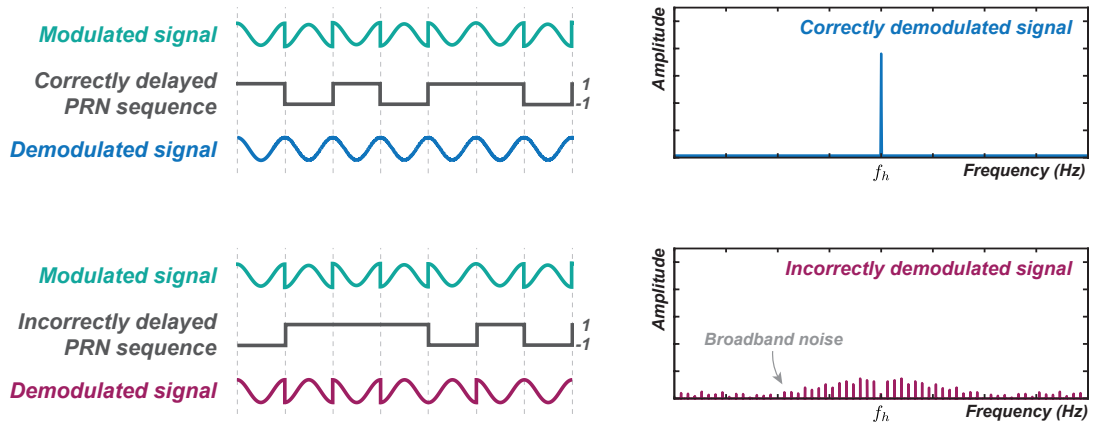 Modulated signal
Correctly delayed
PRN sequence
1
-1
Demodulated signal
Amplitude
Correctly demodulated signal
f_h
Frequency (Hz)
Modulated signal
Incorrectly delayed
PRN sequence
1
-1
Demodulated signal
Amplitude
Incorrectly demodulated signal
Broadband noise
f_h
Frequency (Hz)